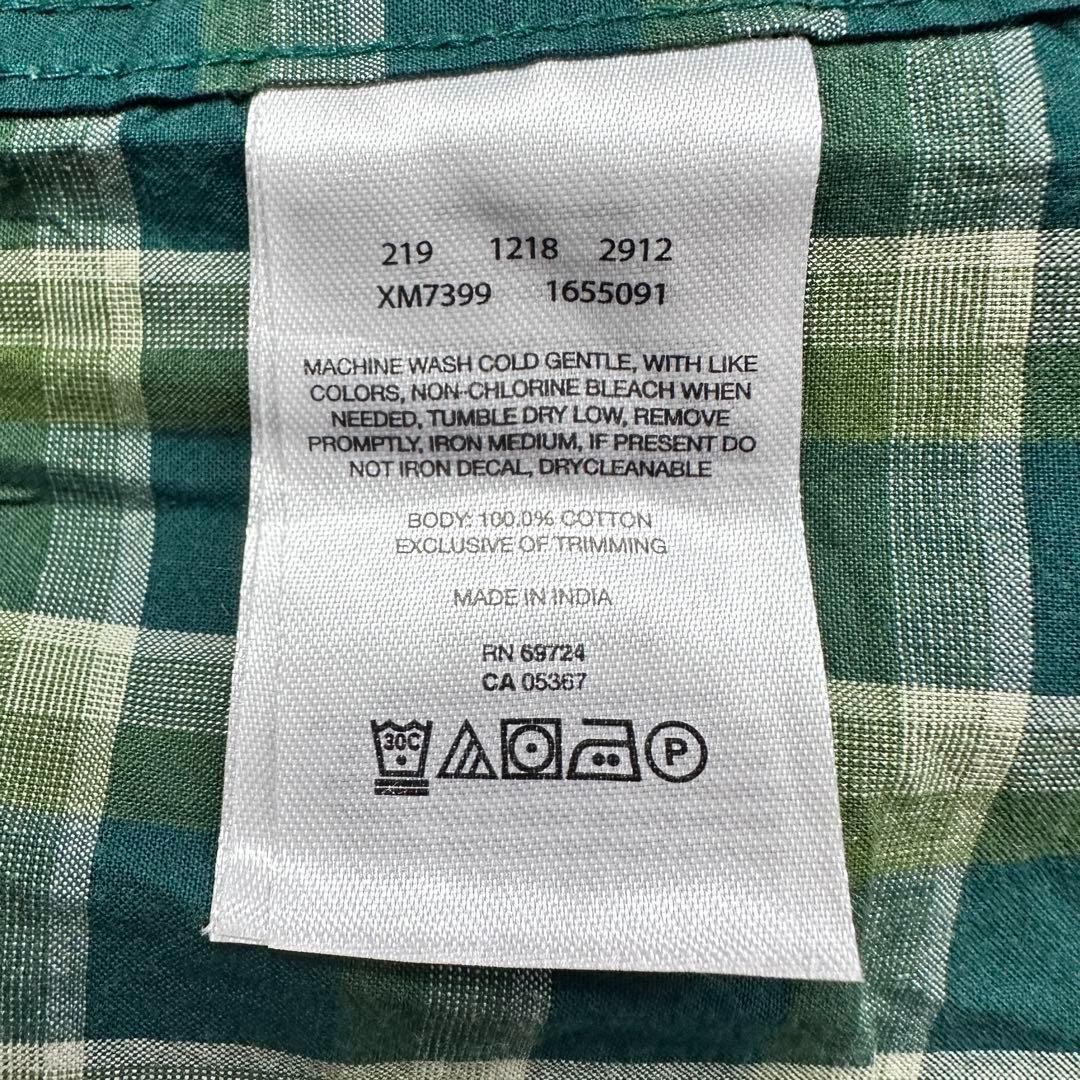 219 1218 2912
XM7399 1655091
MACHINE WASH COLD GENTLE, WITH LIKE
COLORS, NON-CHLORINE BLEACH WHEN
NEEDED, TUMBLE DRY LOW, REMOVE
PROMPTLY, IRON MEDIUM, IF PRESENT DO
NOT IRON DECAL, DRYCLEANABLE
BODY: 100.0% COTTON
EXCLUSIVE OF TRIMMING
MADE IN INDIA
RN 69724
CA 05367
30C P